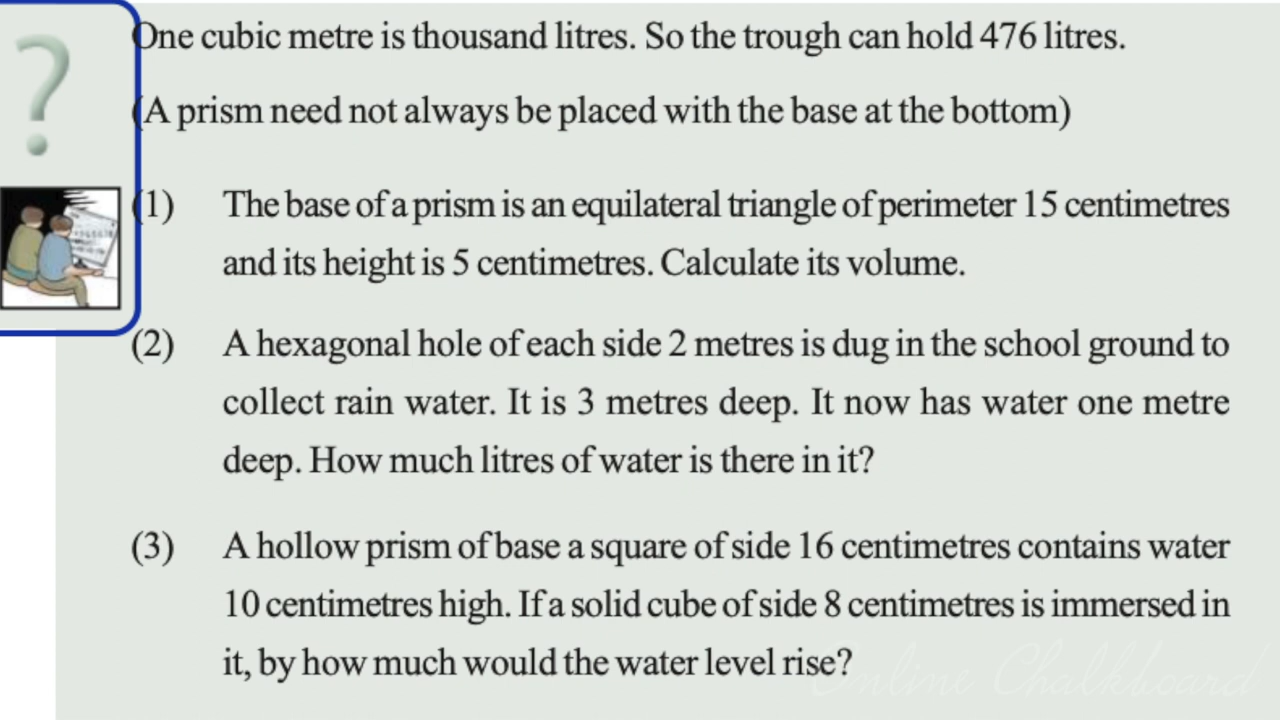 ?
One cubic metre is thousand litres. So the trough can hold 476 litres.
(A prism need not always be placed with the base at the bottom)
(1) The base of a prism is an equilateral triangle of perimeter 15 centimetres
and its height is 5 centimetres. Calculate its volume.
(2) A hexagonal hole of each side 2 metres is dug in the school ground to
collect rain water. It is 3 metres deep. It now has water one metre
deep. How much litres of water is there in it?
(3) A hollow prism of base a square of side 16 centimetres contains water
10 centimetres high. If a solid cube of side 8 centimetres is immersed in
it, by how much would the water level rise?
Online Chalkboard